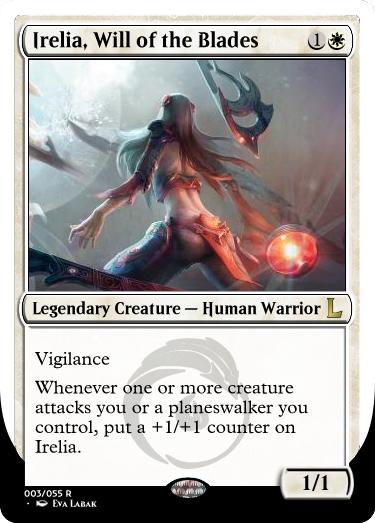 Irelia, Will of the Blades 1
Legendary Creature — Human Warrior L
Vigilance
Whenever one or more creature
attacks you or a planeswalker you
control, put a +1/+1 counter on
Irelia.
1/1
003/055 R
· Eva Labak